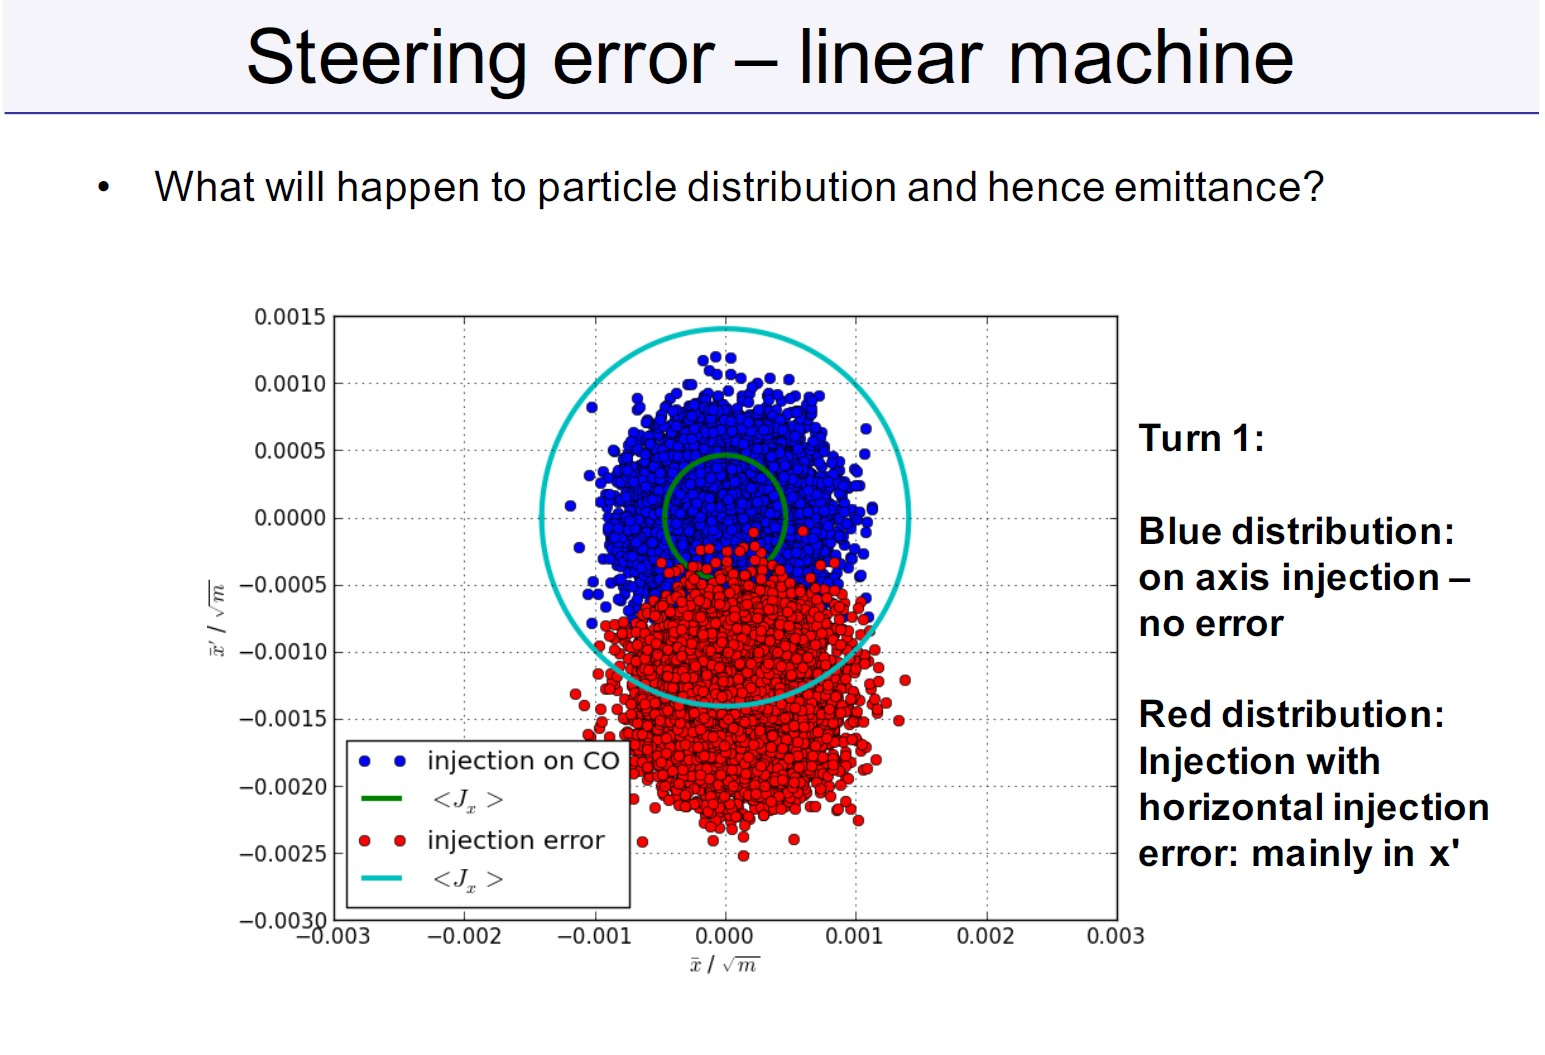 Steering error – linear machine
• What will happen to particle distribution and hence emittance?
0.0015
0.0010
0.0005
0.0000
−0.0005
−0.0010
−0.0015
−0.0020
−0.0025
−0.0030
x̄′ / √m
injection on CO
<J_x>
injection error
<J_x>
−0.003 −0.002 −0.001 0.000 0.001 0.002 0.003
x̄ / √m
Turn 1:
Blue distribution:
on axis injection –
no error
Red distribution:
Injection with
horizontal injection
error: mainly in x'